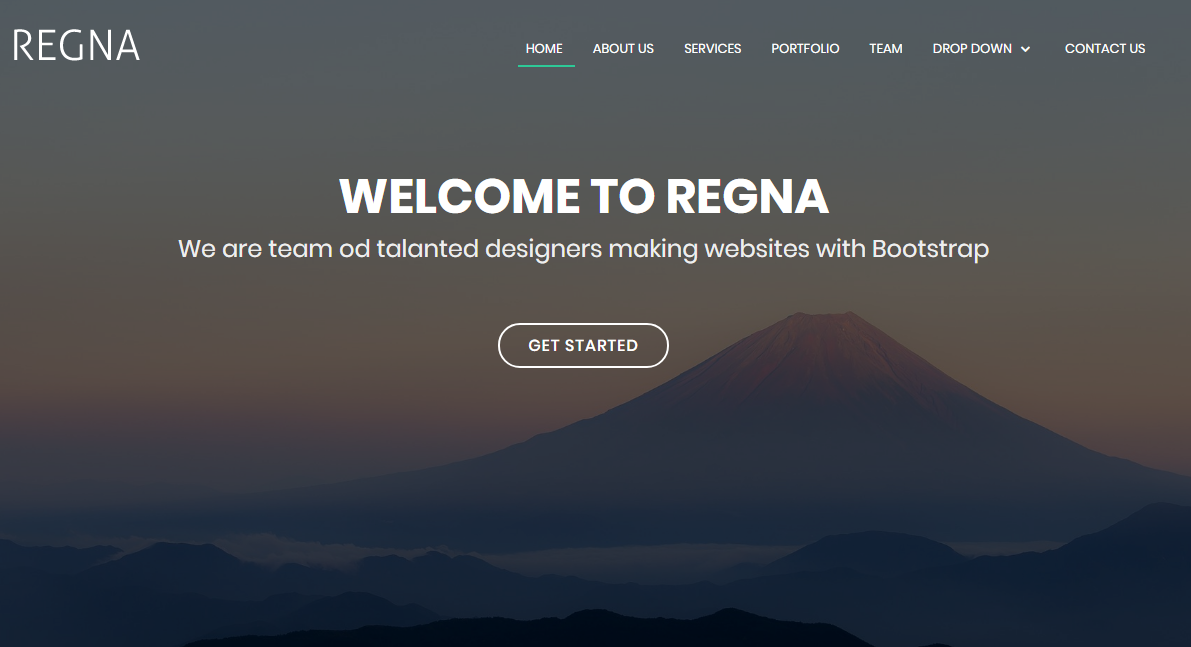 REGNA
HOME ABOUT US SERVICES PORTFOLIO TEAM DROP DOWN CONTACT US
WELCOME TO REGNA
We are team od talanted designers making websites with Bootstrap
GET STARTED